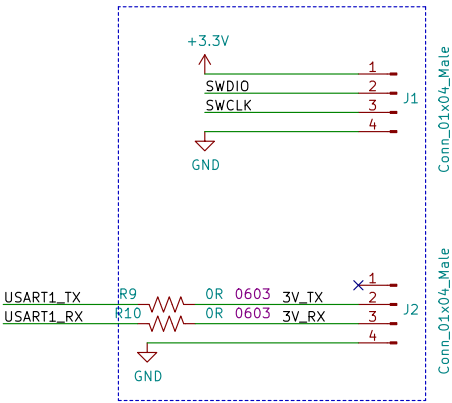 +3.3V
1
SWDIO 2
SWCLK 3
4
J1
Conn_01x04_Male
GND
1
USART1_TX R9 0R 0603 3V_TX 2
USART1_RX R10 0R 0603 3V_RX 3
4
J2
Conn_01x04_Male
GND